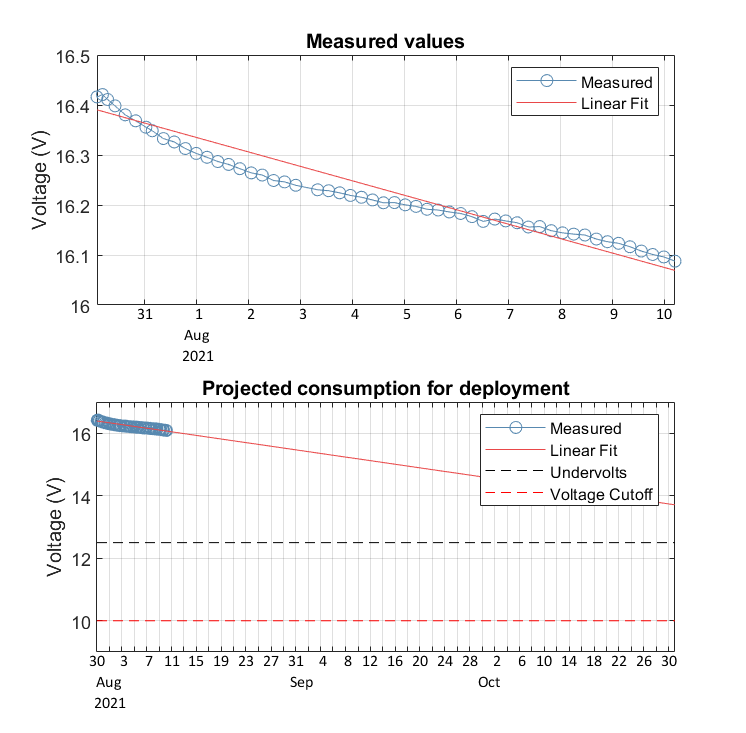 Measured values
16.5
16.4
16.3
16.2
16.1
16
Voltage (V)
Measured
Linear Fit
31 1 2 3 4 5 6 7 8 9 10
Aug
2021
Projected consumption for deployment
16
14
12
10
Voltage (V)
Measured
Linear Fit
Undervolts
Voltage Cutoff
30 3 7 11 15 19 23 27 31 4 8 12 16 20 24 28 2 6 10 14 18 22 26 30
Aug Sep Oct
2021